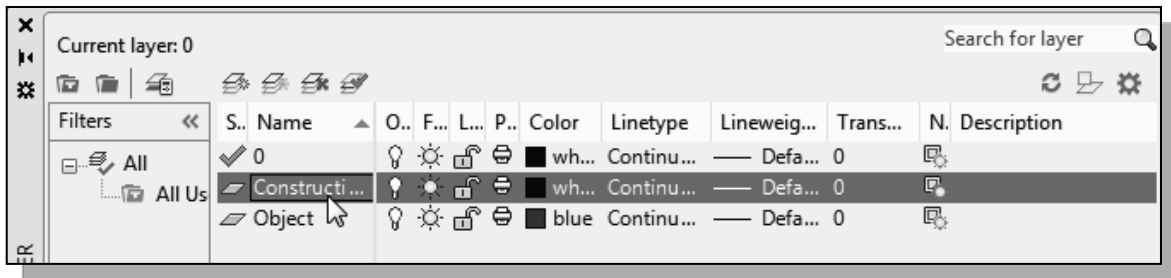 Current layer: 0
Search for layer
Filters
S.. Name O.. F... L... P.. Color Linetype Lineweig... Trans... N. Description
All
All Us
0 wh... Continu... Defa... 0
Constructi ... wh... Continu... Defa... 0
Object blue Continu... Defa... 0
ER